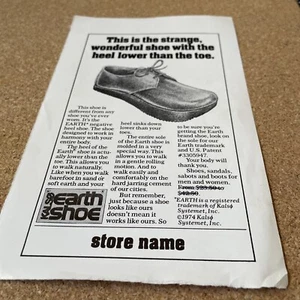 This is the strange,
wonderful shoe with the
heel lower than the toe.
This shoe is
different from any
shoe you've ever
worn. It's the
EARTH® negative
heel shoe. The shoe
designed to work in
harmony with your
entire body.
The heel of the
Earth® shoe is actu-
ally lower than the
toe. This allows you
to walk naturally.
Like when you walk
barefoot in sand or
soft earth and your
heel sinks down
lower than your
toes.
The entire sole
of the Earth Shoe is
molded in a very
special way. This
allows you to walk
in a gentle rolling
motion. And to
walk easily and
comfortably on the
hard jarring cement
of our cities.
But remember,
just because a shoe
looks like ours
doesn't mean it
works like ours. So
to be sure you're
getting the Earth
brand shoe, look on
the sole for our
Earth trademark
and U.S. Patent
#3305947.
Your body will
thank you.
Shoes, sandals,
sabots and boots for
men and women.
From
*EARTH is a registered
trademark of Kalsø
Systemet, Inc.
©1974 Kalsø
Systemet, Inc.
earth
shoe
store name